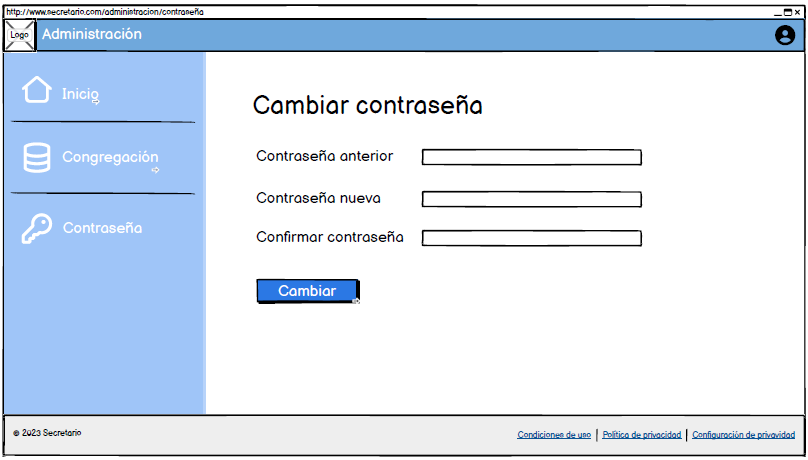 http://www.secretario.com/administracion/contraseña
Logo
Administración
Inicio
Congregación
Contraseña
Cambiar contraseña
Contraseña anterior
Contraseña nueva
Confirmar contraseña
Cambiar
© 2023 Secretario
Condiciones de uso | Política de privacidad | Configuración de privavidad